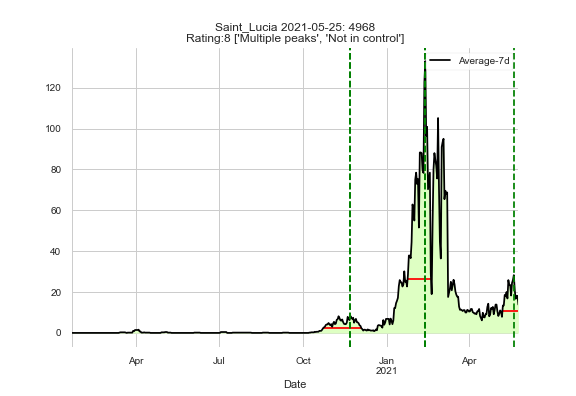 Saint_Lucia 2021-05-25: 4968
Rating:8 ['Multiple peaks', 'Not in control']
Average-7d
120
100
80
60
40
20
0
Apr Jul Oct Jan Apr
2021
Date